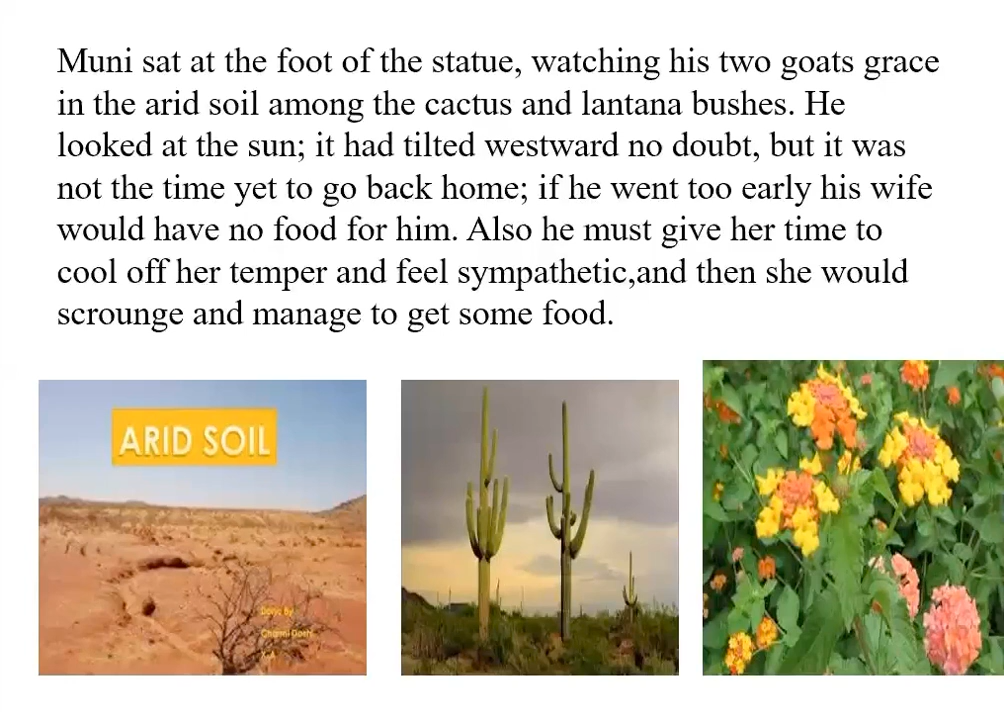 Muni sat at the foot of the statue, watching his two goats grace
in the arid soil among the cactus and lantana bushes. He
looked at the sun; it had tilted westward no doubt, but it was
not the time yet to go back home; if he went too early his wife
would have no food for him. Also he must give her time to
cool off her temper and feel sympathetic,and then she would
scrounge and manage to get some food.
ARID SOIL
Done By